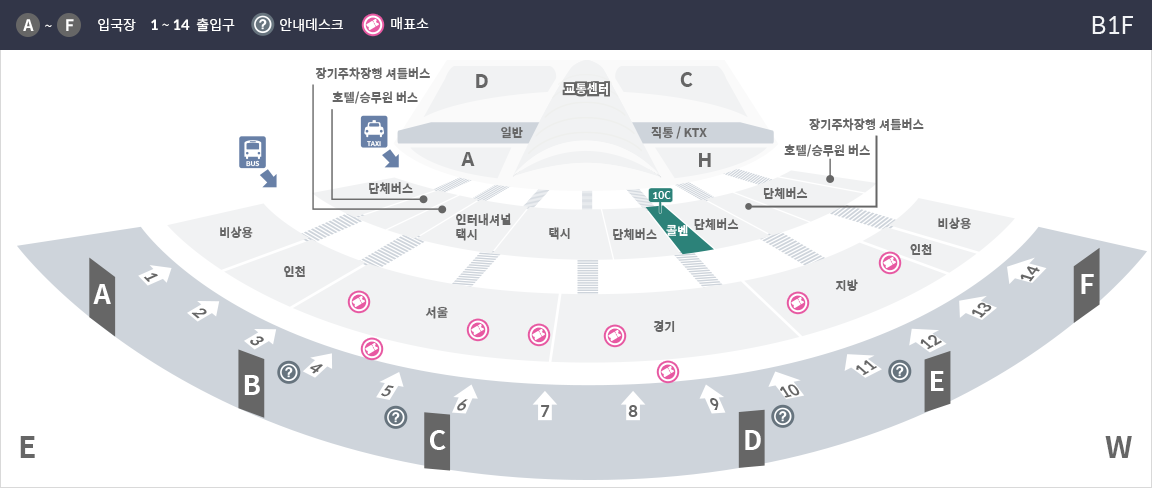 A ~ F 입국장 1 ~ 14 출입구 ? 안내데스크 매표소 B1F
장기주차장행 셔틀버스
호텔/승무원 버스
D
교통센터
C
일반
직통 / KTX
A
H
TAXI
BUS
장기주차장행 셔틀버스
호텔/승무원 버스
단체버스
인터내셔널
택시
택시
단체버스
10C
콜밴
단체버스
단체버스
비상용
인천
서울
경기
지방
인천
비상용
A
1
2
3
B
?
4
5
?
C
6
7
8
9
D
10
?
11
?
12
E
13
14
F
E
W